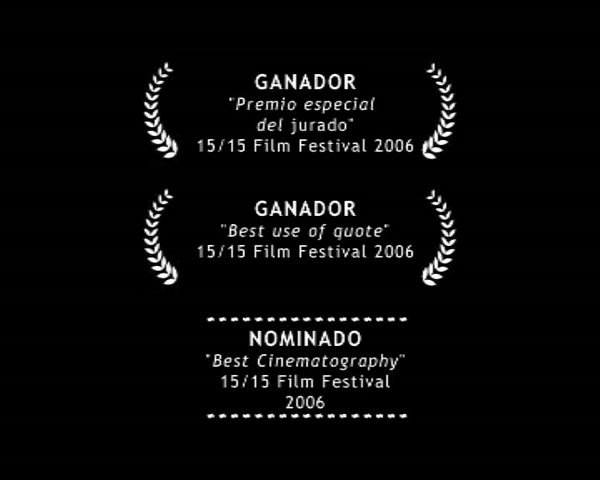 GANADOR
"Premio especial
del jurado"
15/15 Film Festival 2006
GANADOR
"Best use of quote"
15/15 Film Festival 2006
NOMINADO
"Best Cinematography"
15/15 Film Festival
2006